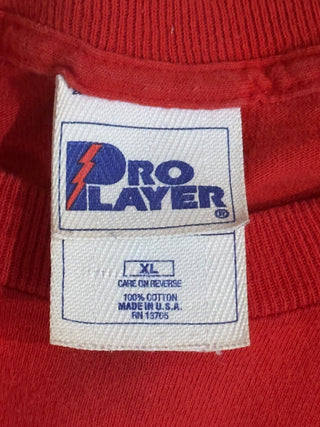 PRO
PLAYER®
XL
CARE ON REVERSE
100% COTTON
MADE IN U.S.A.
RN 13765